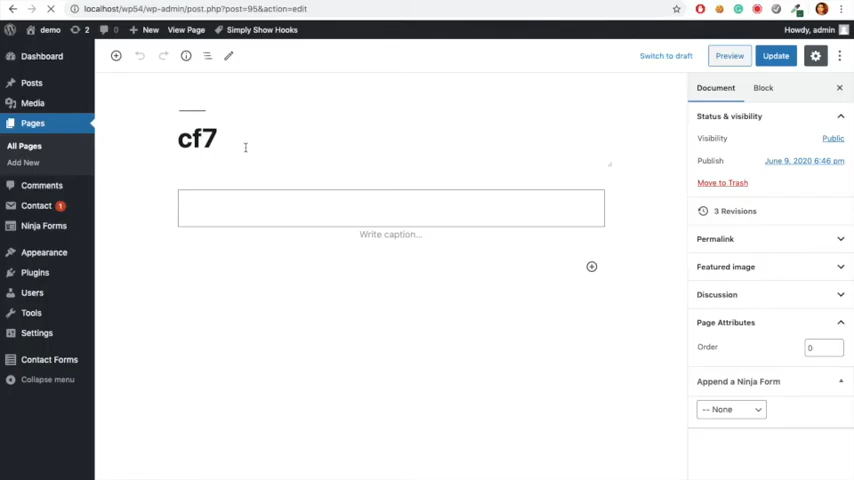 localhost/wp54/wp-admin/post.php?post=95&action=edit
demo 2 0 New View Page Simply Show Hooks Howdy, admin
Dashboard
Posts
Media
Pages
All Pages
Add New
Comments
Contact 1
Ninja Forms
Appearance
Plugins
Users
Tools
Settings
Contact Forms
Collapse menu
Switch to draft Preview Update
cf7
Write caption...
Document Block
Status & visibility
Visibility Public
Publish June 9, 2020 6:46 pm
Move to Trash
3 Revisions
Permalink
Featured image
Discussion
Page Attributes
Order 0
Append a Ninja Form
-- None